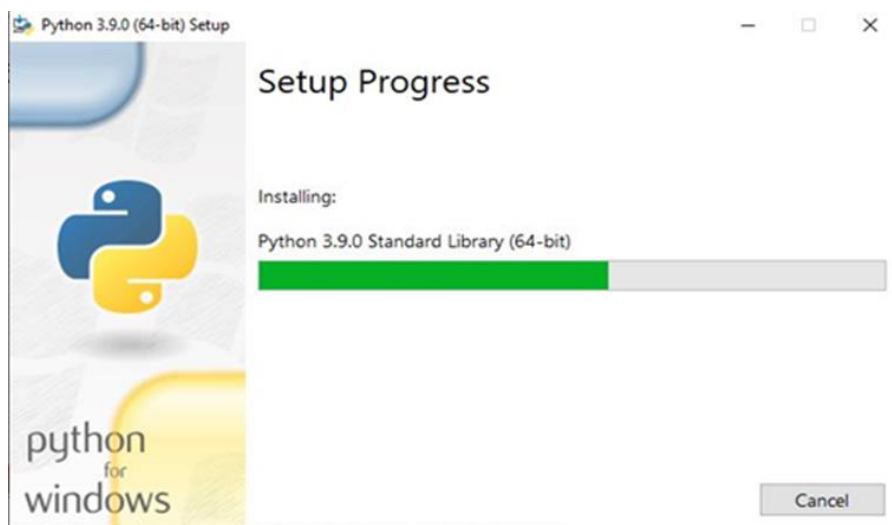 Python 3.9.0 (64-bit) Setup
Setup Progress
Installing:
Python 3.9.0 Standard Library (64-bit)
python
for
windows
Cancel